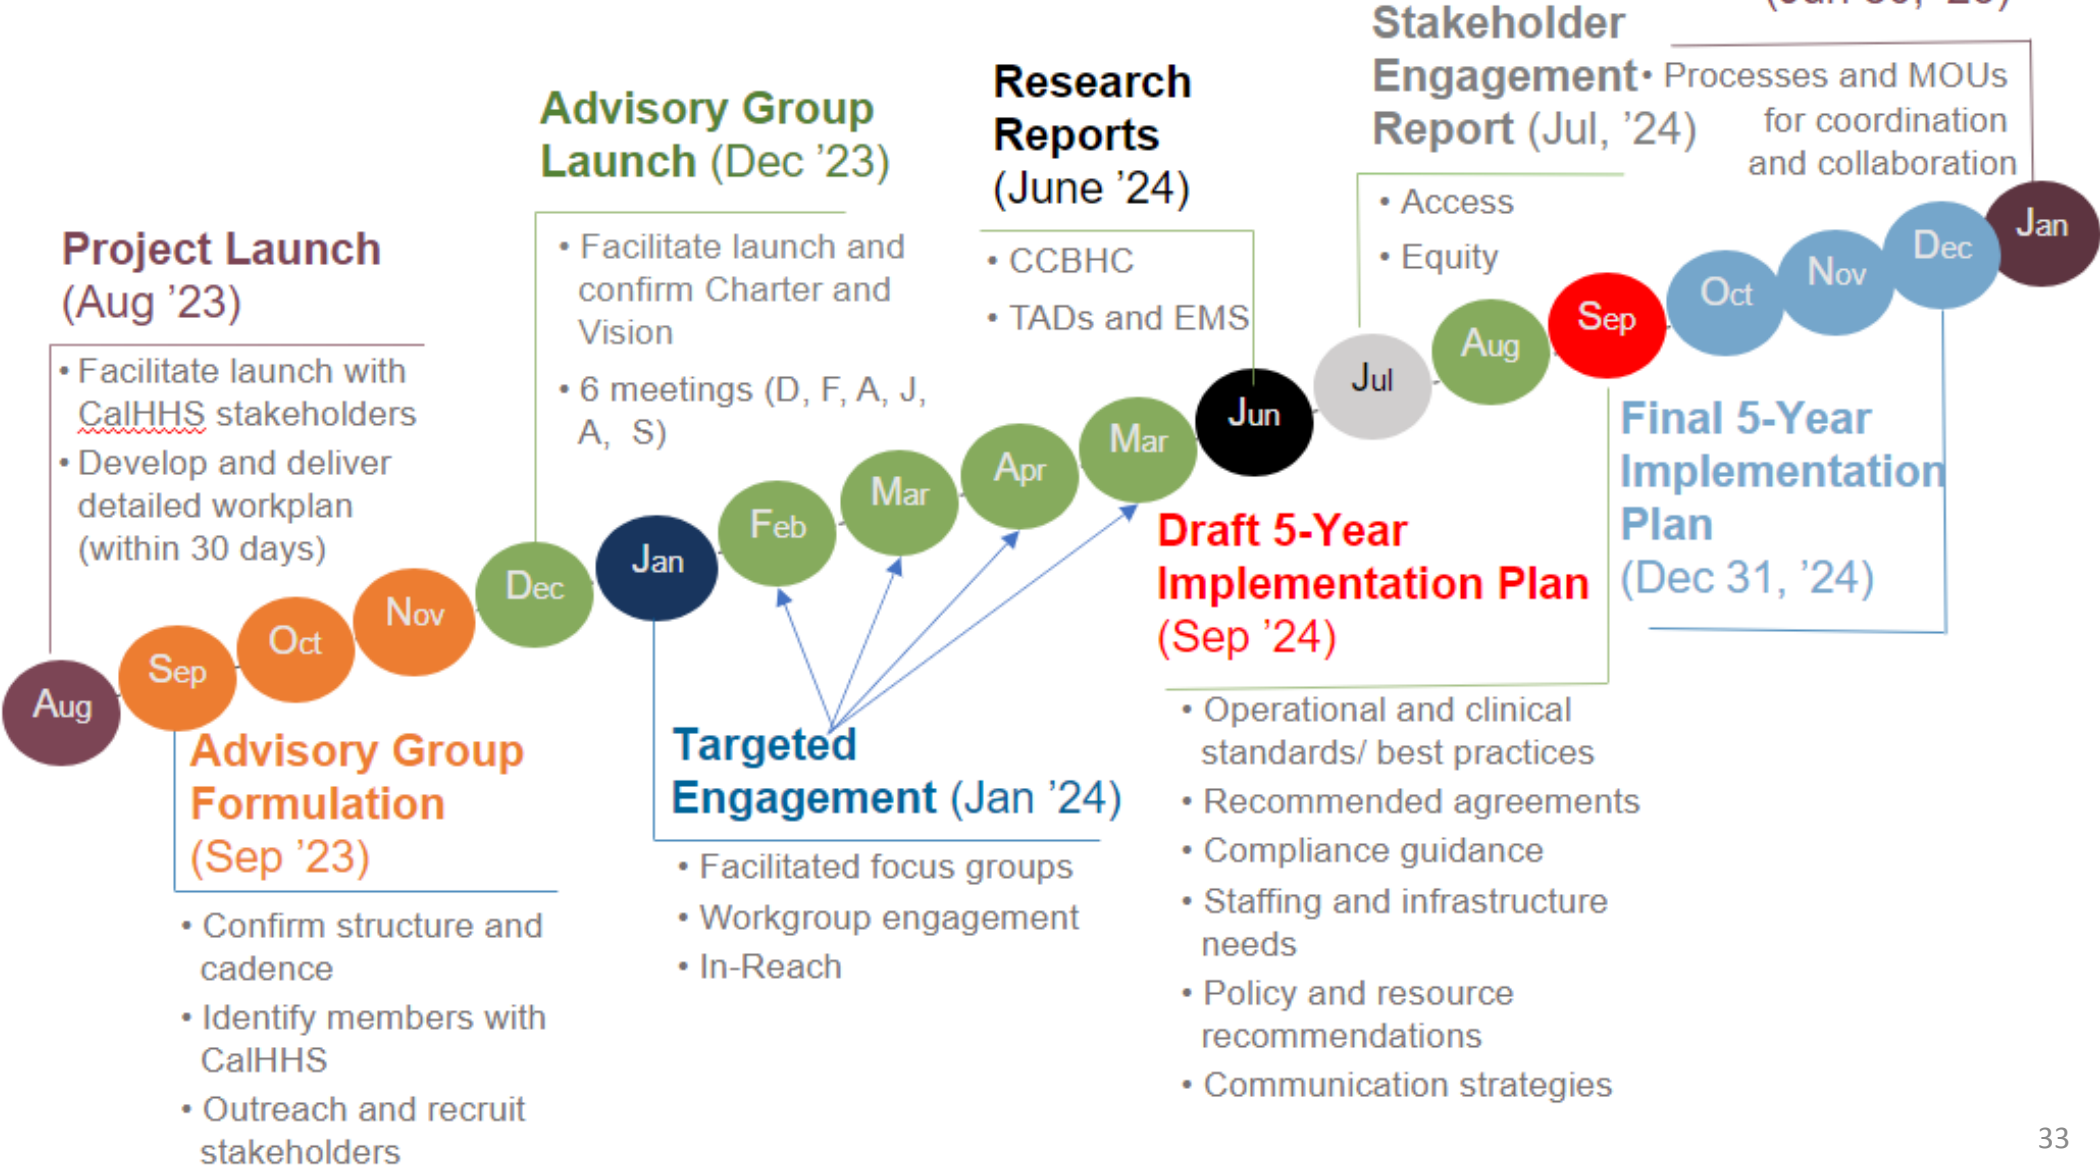 Project Launch
(Aug ’23)
• Facilitate launch with
CalHHS stakeholders
• Develop and deliver
detailed workplan
(within 30 days)
Advisory Group
Launch (Dec ’23)
• Facilitate launch and
confirm Charter and
Vision
• 6 meetings (D, F, A, J,
A, S)
Research
Reports
(June ’24)
• CCBHC
• TADs and EMS
Stakeholder
Engagement
Report (Jul, ’24)
• Access
• Equity
• Processes and MOUs
for coordination
and collaboration
Aug
Sep
Oct
Nov
Dec
Jan
Feb
Mar
Apr
Mar
Jun
Jul
Aug
Sep
Oct
Nov
Dec
Jan
Advisory Group
Formulation
(Sep ’23)
• Confirm structure and
cadence
• Identify members with
CalHHS
• Outreach and recruit
stakeholders
Targeted
Engagement (Jan ’24)
• Facilitated focus groups
• Workgroup engagement
• In-Reach
Draft 5-Year
Implementation Plan
(Sep ’24)
• Operational and clinical
standards/ best practices
• Recommended agreements
• Compliance guidance
• Staffing and infrastructure
needs
• Policy and resource
recommendations
• Communication strategies
Final 5-Year
Implementation
Plan
(Dec 31, ’24)
33